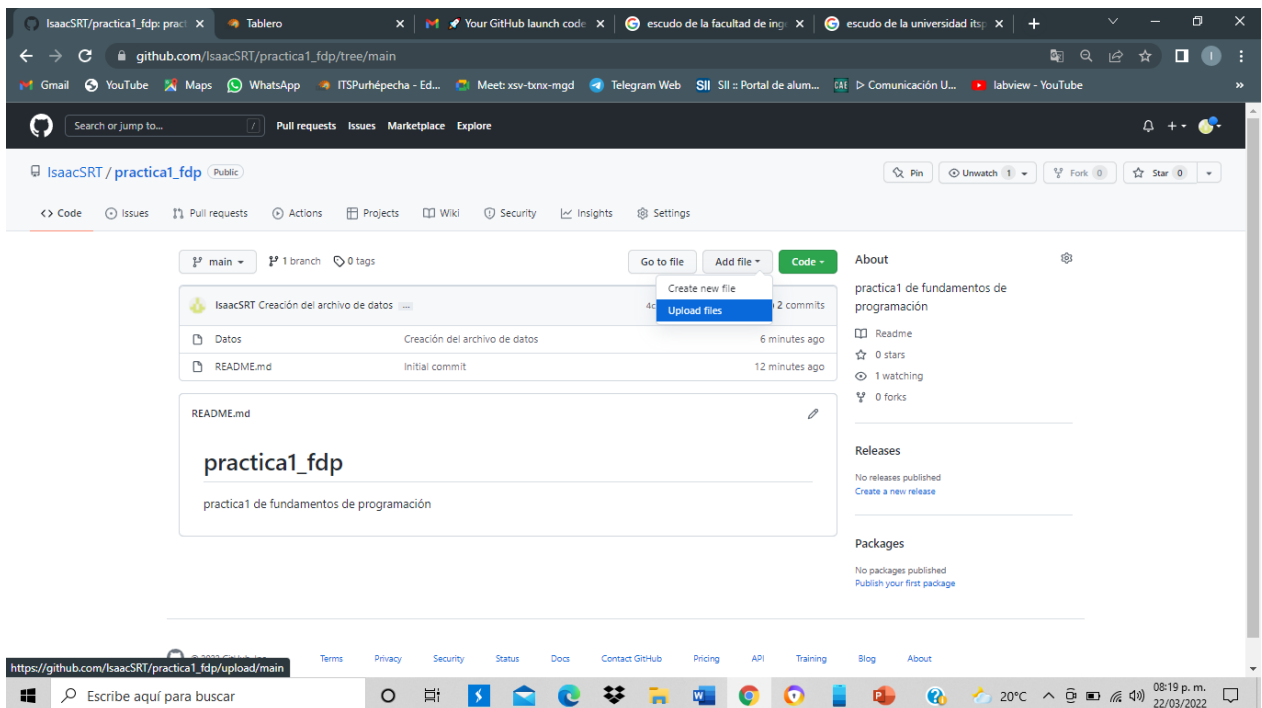 IsaacSRT/practica1_fdp: pract
Tablero
Your GitHub launch code
escudo de la facultad de inge
escudo de la universidad itsp
github.com/IsaacSRT/practica1_fdp/tree/main
Gmail YouTube Maps WhatsApp ITSPurhépecha - Ed... Meet: xsv-txnx-mgd Telegram Web SII SII :: Portal de alum... CAE Comunicación U... labview - YouTube »
Search or jump to... / Pull requests Issues Marketplace Explore
IsaacSRT / practica1_fdp Public Pin Unwatch 1 Fork 0 Star 0
<> Code Issues Pull requests Actions Projects Wiki Security Insights Settings
main 1 branch 0 tags Go to file Add file Code
Create new file
Upload files
IsaacSRT Creación del archivo de datos ... 2 commits
Datos Creación del archivo de datos 6 minutes ago
README.md Initial commit 12 minutes ago
README.md
practica1_fdp
practica1 de fundamentos de programación
About
practica1 de fundamentos de
programación
Readme
0 stars
1 watching
0 forks
Releases
No releases published
Create a new release
Packages
No packages published
Publish your first package
Terms Privacy Security Status Docs Contact GitHub Pricing API Training Blog About
https://github.com/IsaacSRT/practica1_fdp/upload/main
Escribe aquí para buscar
20°C
08:19 p. m.
22/03/2022